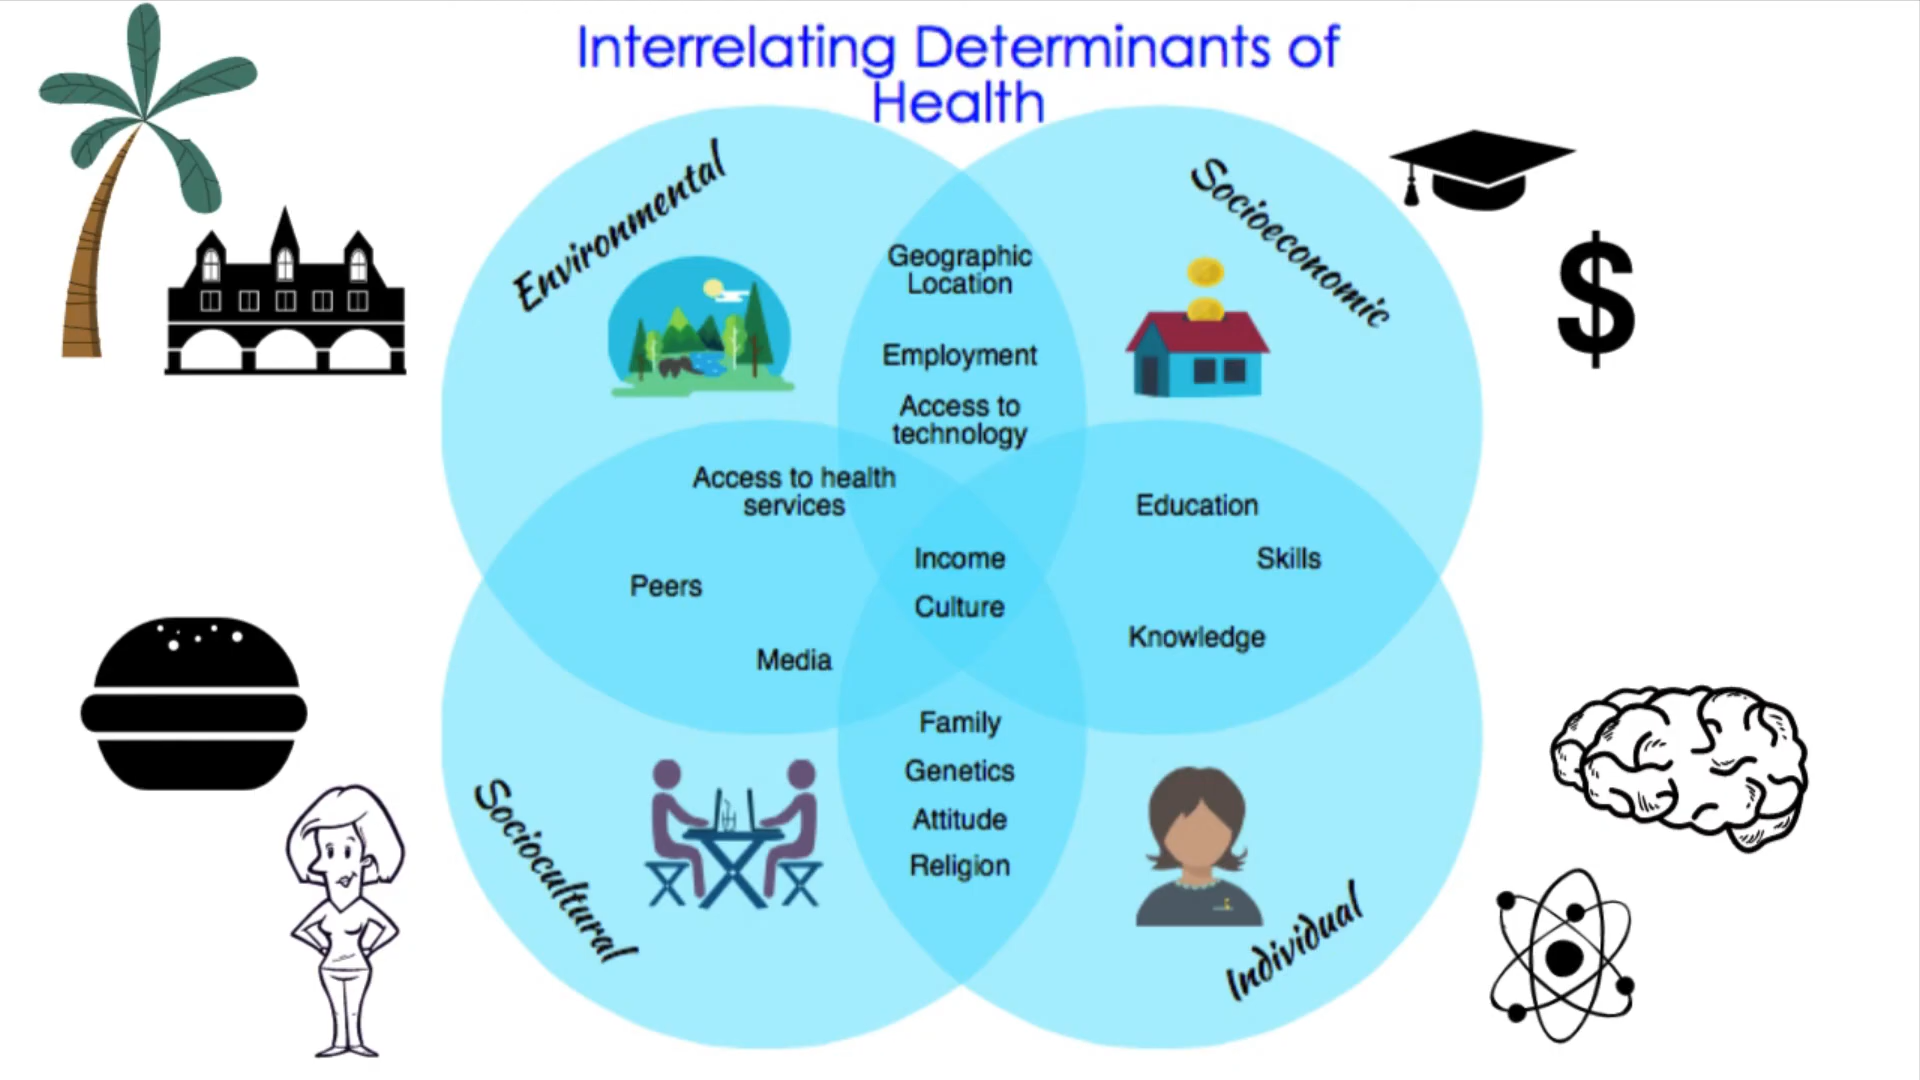 Interrelating Determinants of
Health
Environmental
Socioeconomic
Geographic
Location
Employment
Access to
technology
Access to health
services
Peers
Media
Income
Culture
Education
Skills
Knowledge
Family
Genetics
Attitude
Religion
Sociocultural
Individual
$